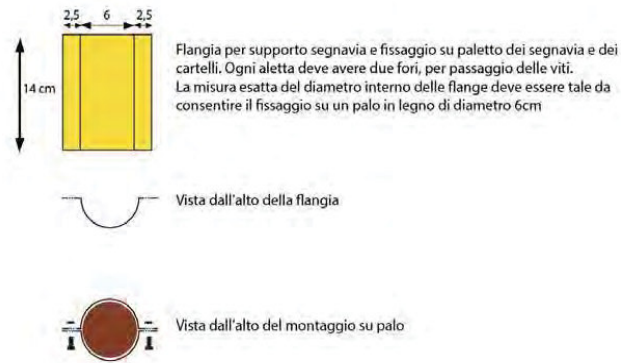 2,5 6 2,5
14 cm
Flangia per supporto segnavia e fissaggio su paletto dei segnavia e dei
cartelli. Ogni aletta deve avere due fori, per passaggio delle viti.
La misura esatta del diametro interno delle flange deve essere tale da
consentire il fissaggio su un palo in legno di diametro 6cm
Vista dall'alto della flangia
Vista dall'alto del montaggio su palo